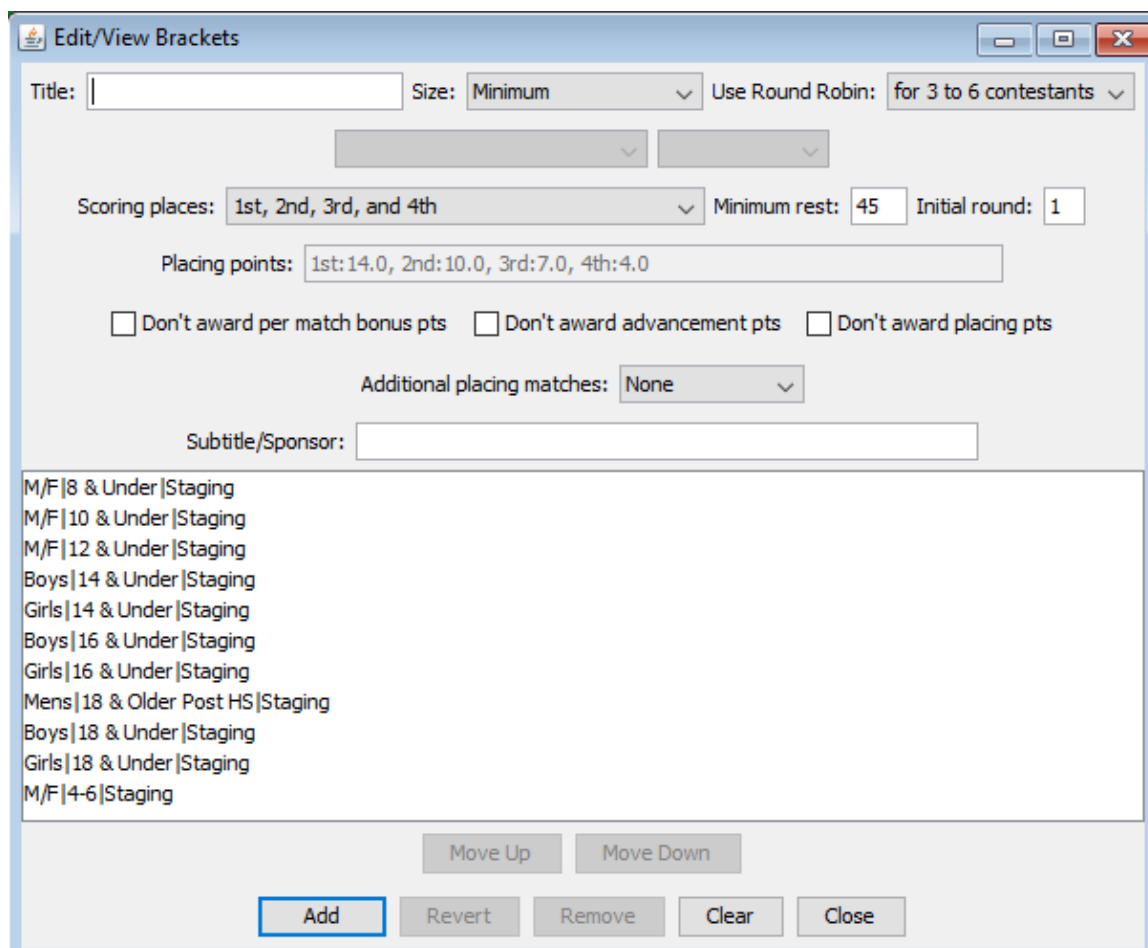 Edit/View Brackets
Title: Size: Minimum Use Round Robin: for 3 to 6 contestants
Scoring places: 1st, 2nd, 3rd, and 4th Minimum rest: 45 Initial round: 1
Placing points: 1st:14.0, 2nd:10.0, 3rd:7.0, 4th:4.0
Don't award per match bonus pts Don't award advancement pts Don't award placing pts
Additional placing matches: None
Subtitle/Sponsor:
M/F|8 & Under|Staging
M/F|10 & Under|Staging
M/F|12 & Under|Staging
Boys|14 & Under|Staging
Girls|14 & Under|Staging
Boys|16 & Under|Staging
Girls|16 & Under|Staging
Mens|18 & Older Post HS|Staging
Boys|18 & Under|Staging
Girls|18 & Under|Staging
M/F|4-6|Staging
Move Up Move Down
Add Revert Remove Clear Close